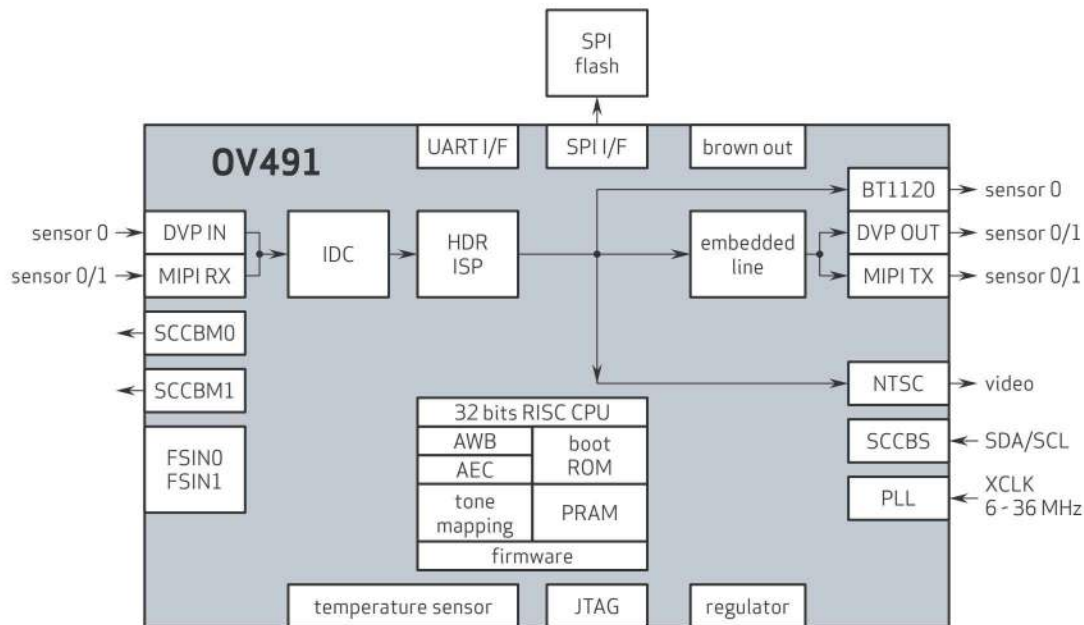 SPI
flash
UART I/F
SPI I/F
brown out
OV491
BT1120
sensor 0
sensor 0
DVP IN
IDC
HDR
ISP
embedded
line
DVP OUT
sensor 0/1
sensor 0/1
MIPI RX
MIPI TX
sensor 0/1
SCCBM0
SCCBM1
NTSC
video
32 bits RISC CPU
AWB
AEC
boot
ROM
tone
mapping
PRAM
firmware
FSIN0
FSIN1
SCCBS
SDA/SCL
PLL
XCLK
6 - 36 MHz
temperature sensor
JTAG
regulator